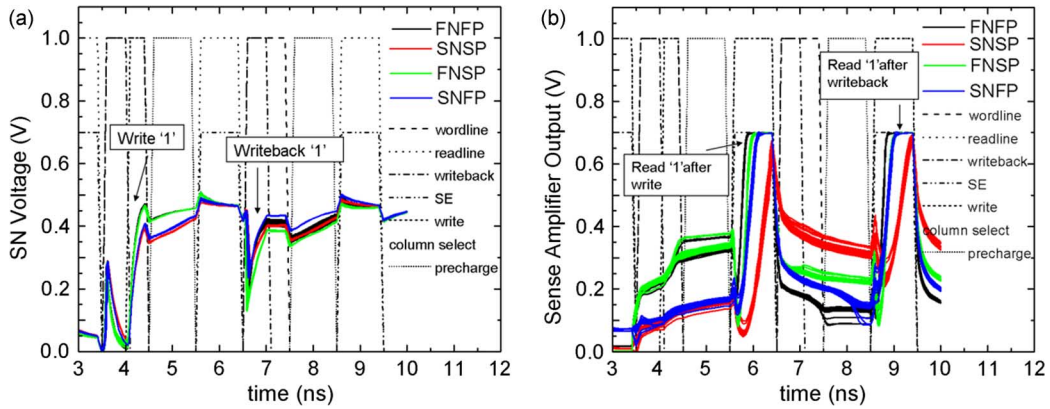 (a)
SN Voltage (V)
1.0
0.8
0.6
0.4
0.2
0.0
3 4 5 6 7 8 9 10 11 12
time (ns)
Write ‘1’
Writeback ‘1’
FNFP
SNSP
FNSP
SNFP
wordline
readline
writeback
SE
write
column select
precharge
(b)
Sense Amplifier Output (V)
1.0
0.8
0.6
0.4
0.2
0.0
3 4 5 6 7 8 9 10 11 12
time (ns)
Read ‘1’after
write
Read ‘1’after
writeback
FNFP
SNSP
FNSP
SNFP
wordline
readline
writeback
SE
write
column select
precharge